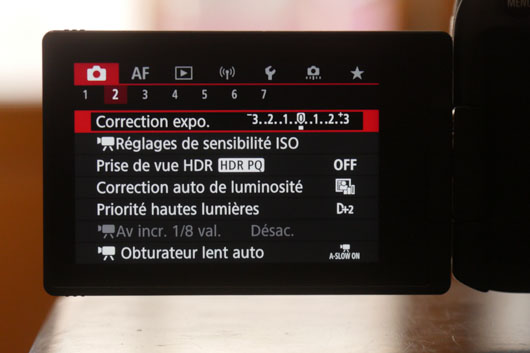 AF
1 2 3 4 5 6 7
Correction expo. -3..2..1..0..1..2.+3
Réglages de sensibilité ISO
Prise de vue HDR HDR PQ OFF
Correction auto de luminosité
Priorité hautes lumières D+2
Av incr. 1/8 val. Désac.
Obturateur lent auto A-SLOW ON
MENU